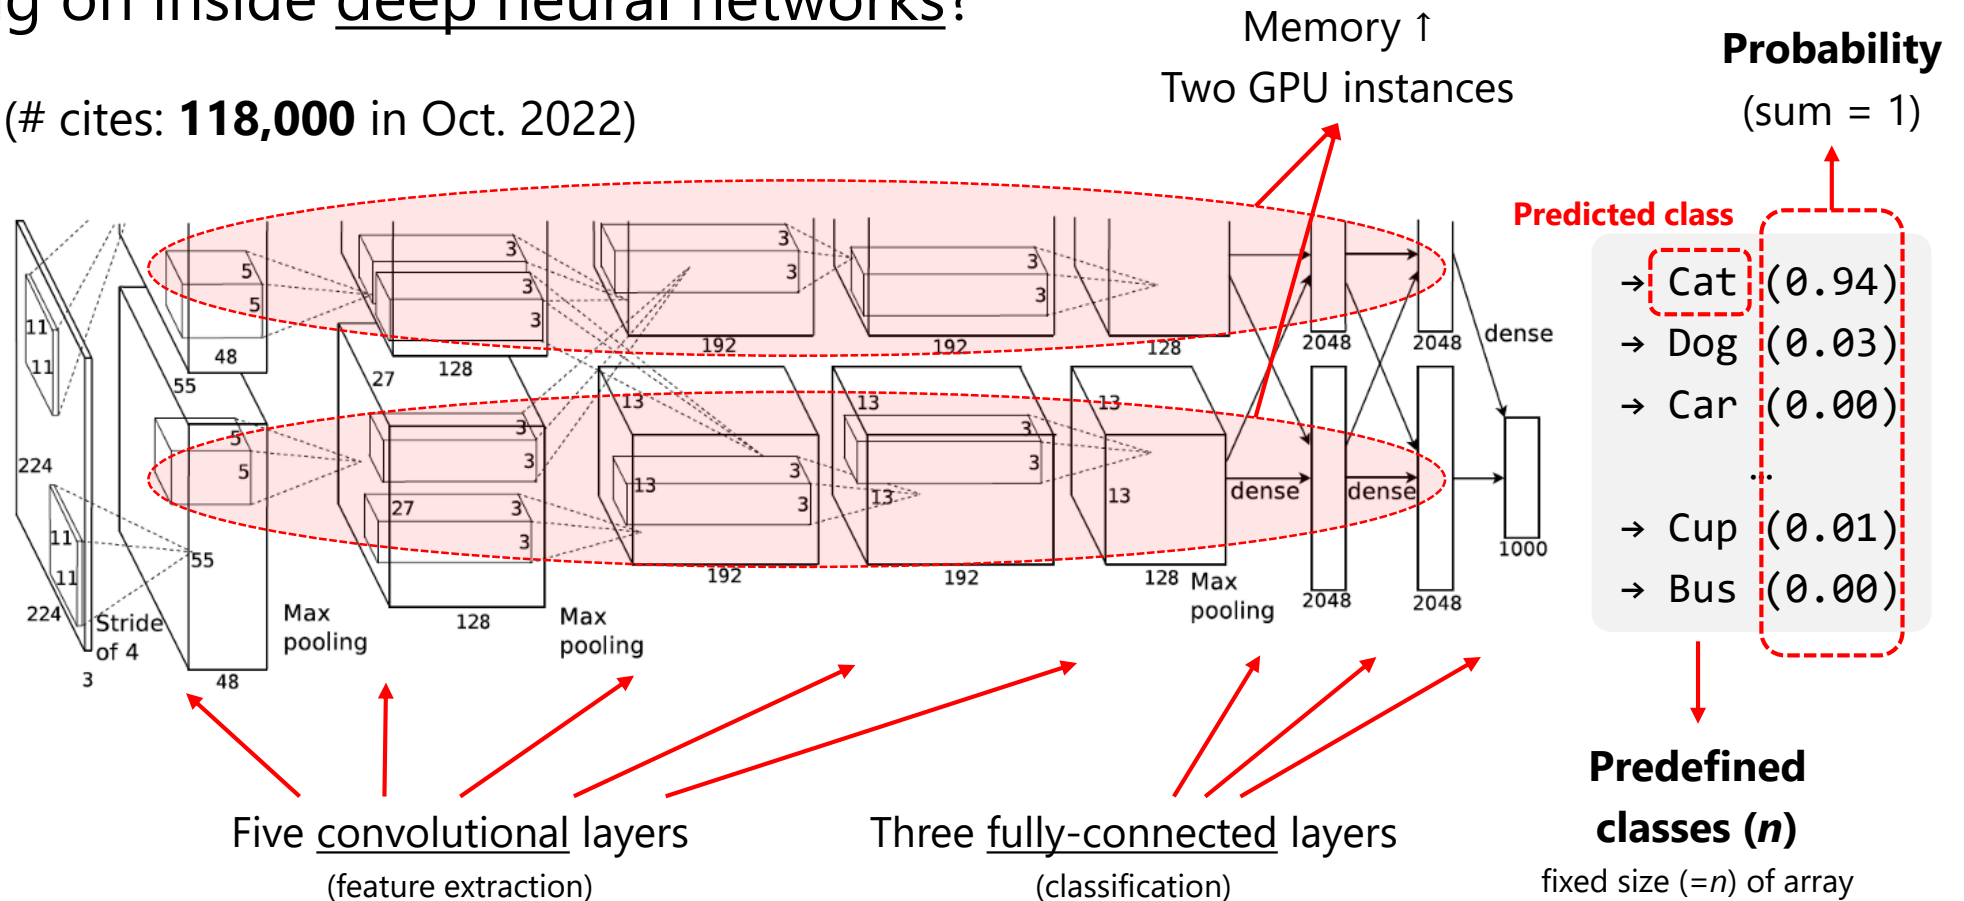 g on inside deep neural networks?
(# cites: 118,000 in Oct. 2022)
Memory ↑
Two GPU instances
Probability
(sum = 1)
Predicted class
→ Cat (0.94)
→ Dog (0.03)
→ Car (0.00)
...
→ Cup (0.01)
→ Bus (0.00)
Predefined
classes (n)
fixed size (=n) of array
11
11
5
5
48
55
3
3
3
3
27
128
3
3
192
3
3
192
128
2048
2048
dense
224
11
11
224
3
Stride
of 4
5
5
55
48
Max
pooling
3
3
27
3
3
128
Max
pooling
13
13
3
3
192
13
13
3
3
192
13
13
128
Max
pooling
dense
dense
2048
2048
1000
Five convolutional layers
(feature extraction)
Three fully-connected layers
(classification)